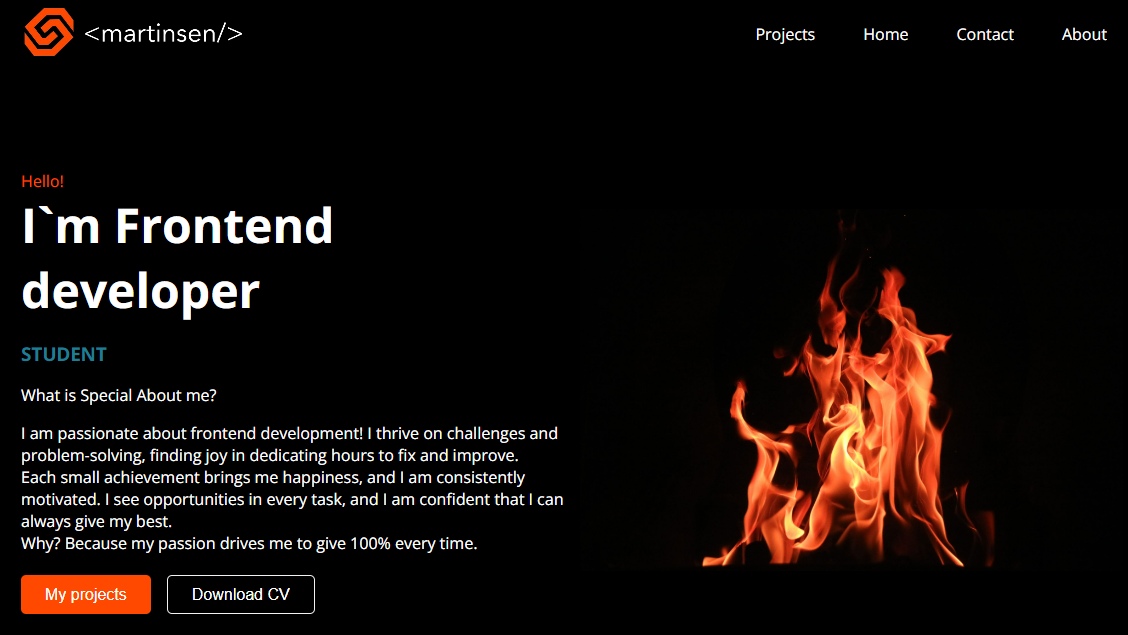 <martinsen/>
Projects
Home
Contact
About
Hello!
I`m Frontend
developer
STUDENT
What is Special About me?
I am passionate about frontend development! I thrive on challenges and
problem-solving, finding joy in dedicating hours to fix and improve.
Each small achievement brings me happiness, and I am consistently
motivated. I see opportunities in every task, and I am confident that I can
always give my best.
Why? Because my passion drives me to give 100% every time.
My projects
Download CV